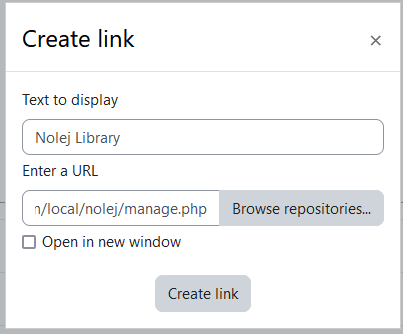 Create link
Text to display
Nolej Library
Enter a URL
/local/nolej/manage.php Browse repositories...
Open in new window
Create link